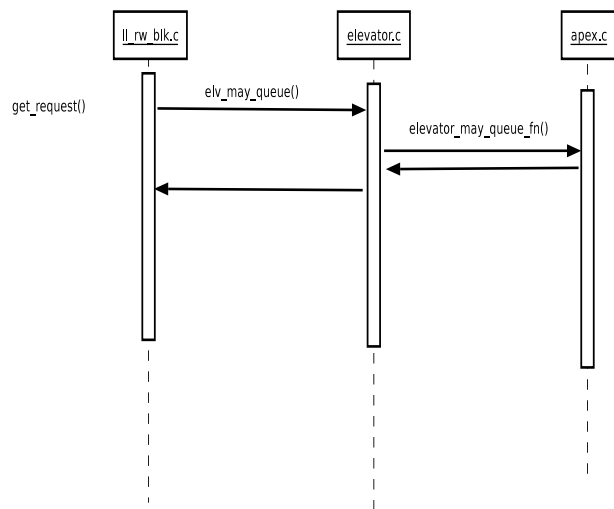 ll_rw_blk.c
elevator.c
apex.c
get_request()
elv_may_queue()
elevator_may_queue_fn()